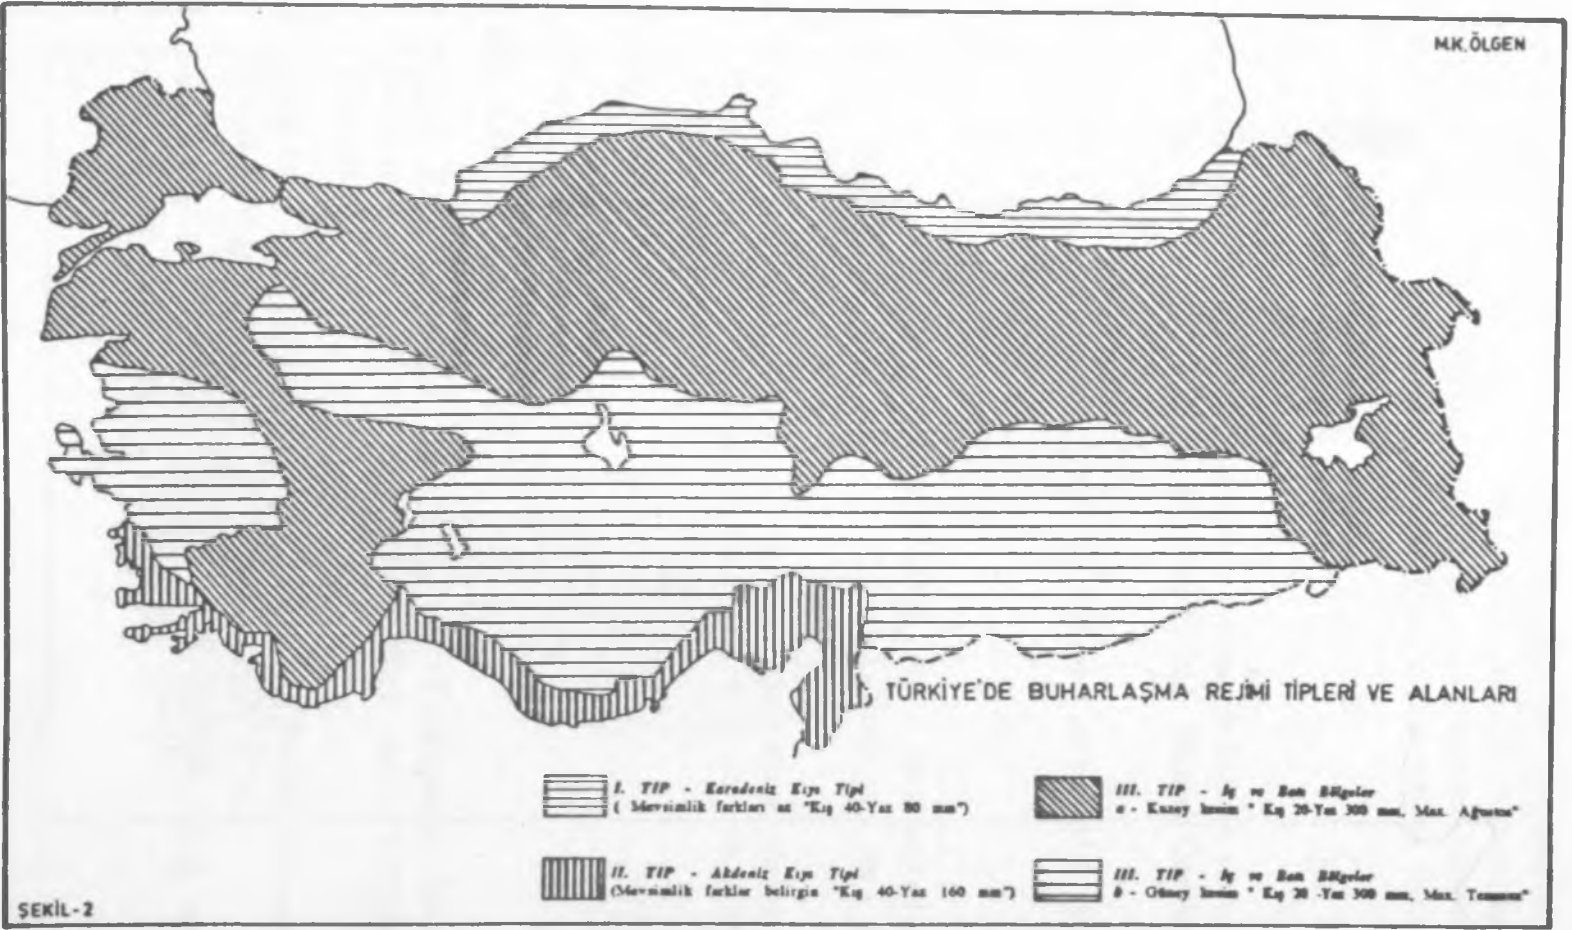 M.K. ÖLGEN
TÜRKİYE'DE BUHARLAŞMA REJİMİ TİPLERİ VE ALANLARI
I. TIP - Karadeniz Kıyı Tipi
( Mevsimlik farkları az "Kış 40-Yaz 80 mm")
II. TIP - Akdeniz Kıyı Tipi
(Mevsimlik farklar belirgin "Kış 40-Yaz 160 mm")
III. TIP - İç ve Batı Bölgeler
a - Kuzey kesim " Kış 20-Yaz 300 mm, Max. Ağustos"
III. TIP - İç ve Batı Bölgeler
b - Güney kesim " Kış 20 -Yaz 300 mm, Max. Temmuz"
ŞEKİL-2